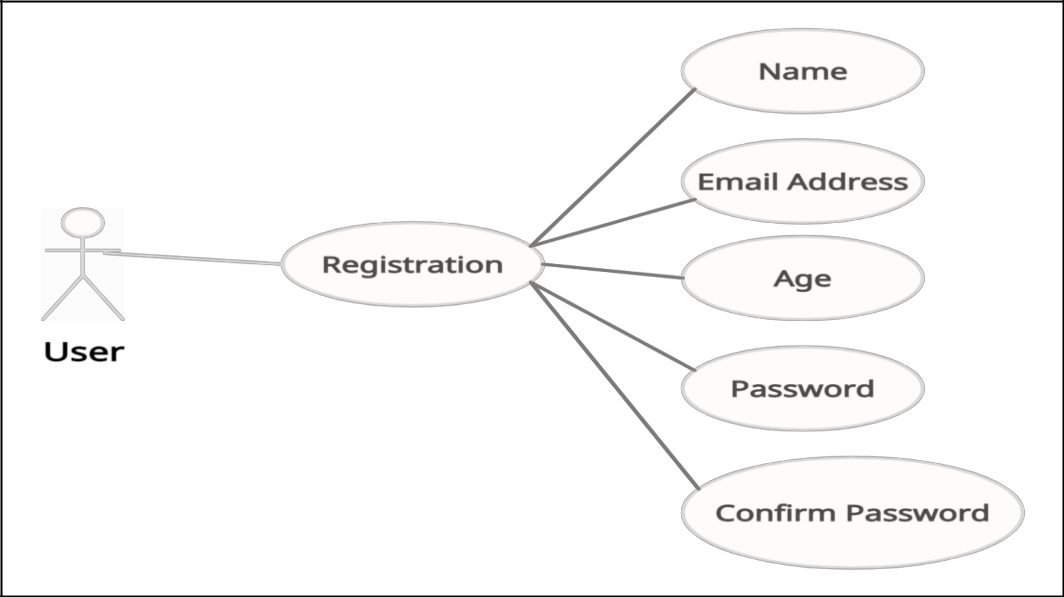 Name
Email Address
Registration
Age
User
Password
Confirm Password